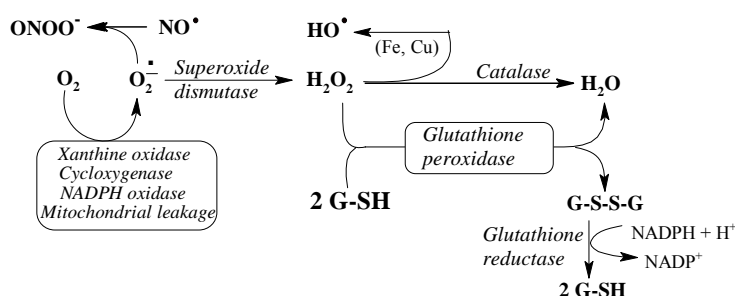 ONOO⁻ NO•
HO•
(Fe, Cu)
O₂ O₂•⁻ Superoxide dismutase H₂O₂ Catalase H₂O
Xanthine oxidase
Cycloxygenase
NADPH oxidase
Mitochondrial leakage
Glutathione
peroxidase
2 G-SH
G-S-S-G
Glutathione
reductase
NADPH + H⁺
NADP⁺
2 G-SH